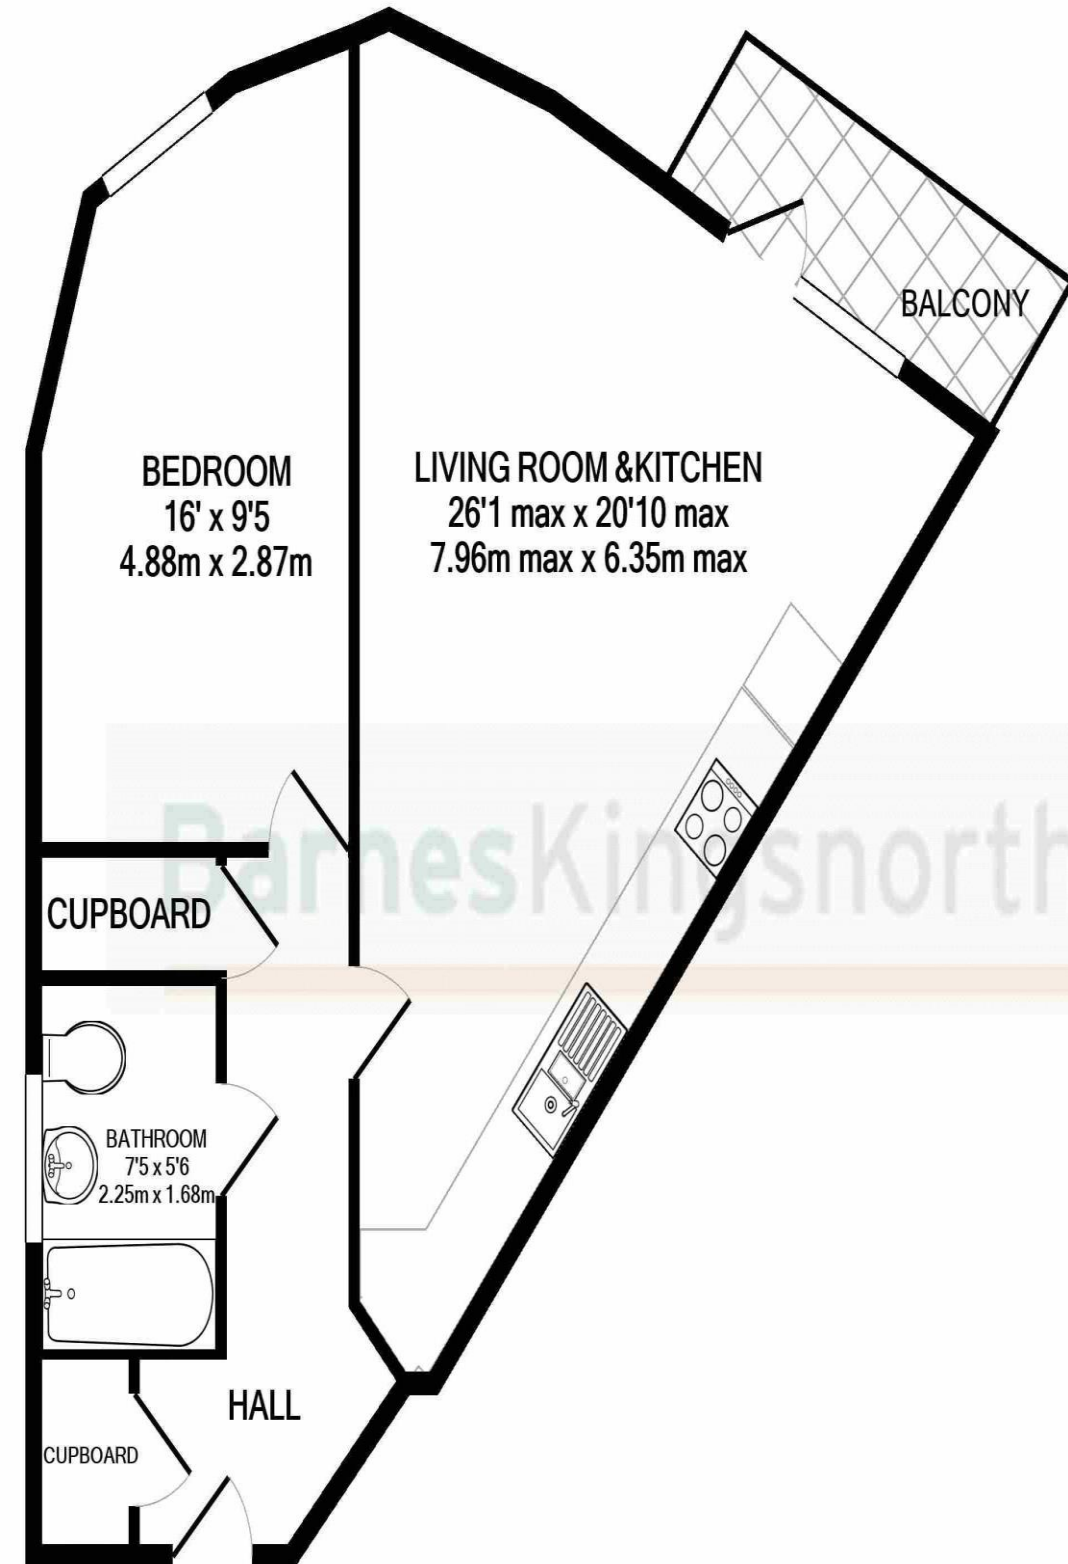 BALCONY
BEDROOM
16' x 9'5
4.88m x 2.87m
LIVING ROOM &KITCHEN
26'1 max x 20'10 max
7.96m max x 6.35m max
BarnesKingsnorth
CUPBOARD
BATHROOM
7'5 x 5'6
2.25m x 1.68m
HALL
CUPBOARD